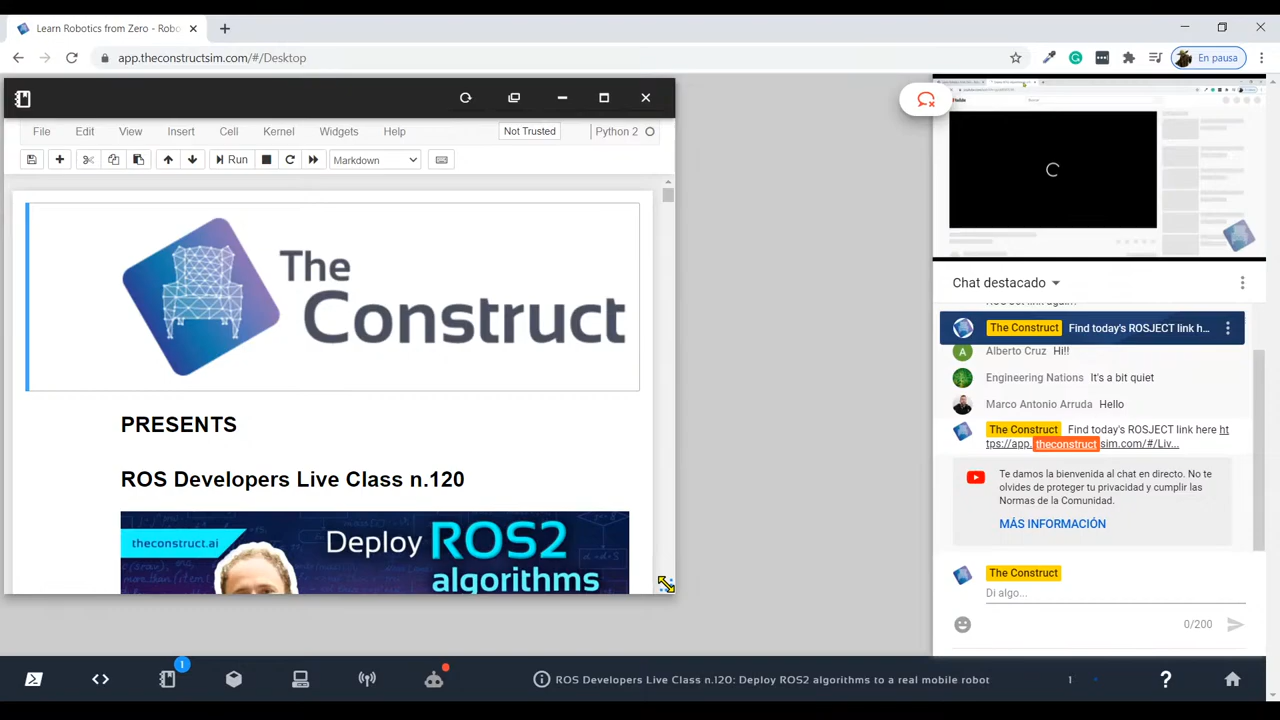 Learn Robotics from Zero - Robo
app.theconstructsim.com/#/Desktop
En pausa
File Edit View Insert Cell Kernel Widgets Help Not Trusted Python 2
Run Markdown
The
Construct
PRESENTS
ROS Developers Live Class n.120
theconstruct.ai
Deploy ROS2
algorithms
Chat destacado
The Construct Find today's ROSJECT link h...
Alberto Cruz Hi!!
Engineering Nations It's a bit quiet
Marco Antonio Arruda Hello
The Construct Find today's ROSJECT link here ht
tps://app.theconstructsim.com/#/Liv...
Te damos la bienvenida al chat en directo. No te
olvides de proteger tu privacidad y cumplir las
Normas de la Comunidad.
MÁS INFORMACIÓN
The Construct
Di algo...
0/200
1
ROS Developers Live Class n.120: Deploy ROS2 algorithms to a real mobile robot
1
?